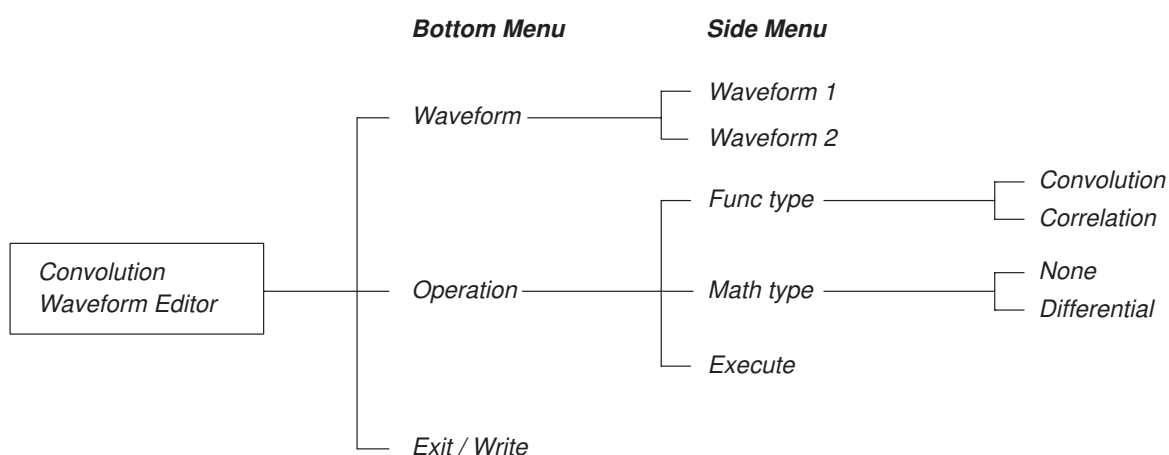 Bottom Menu
Side Menu
Waveform
Waveform 1
Waveform 2
Func type
Convolution
Correlation
Convolution
Waveform Editor
Operation
Math type
None
Differential
Execute
Exit / Write